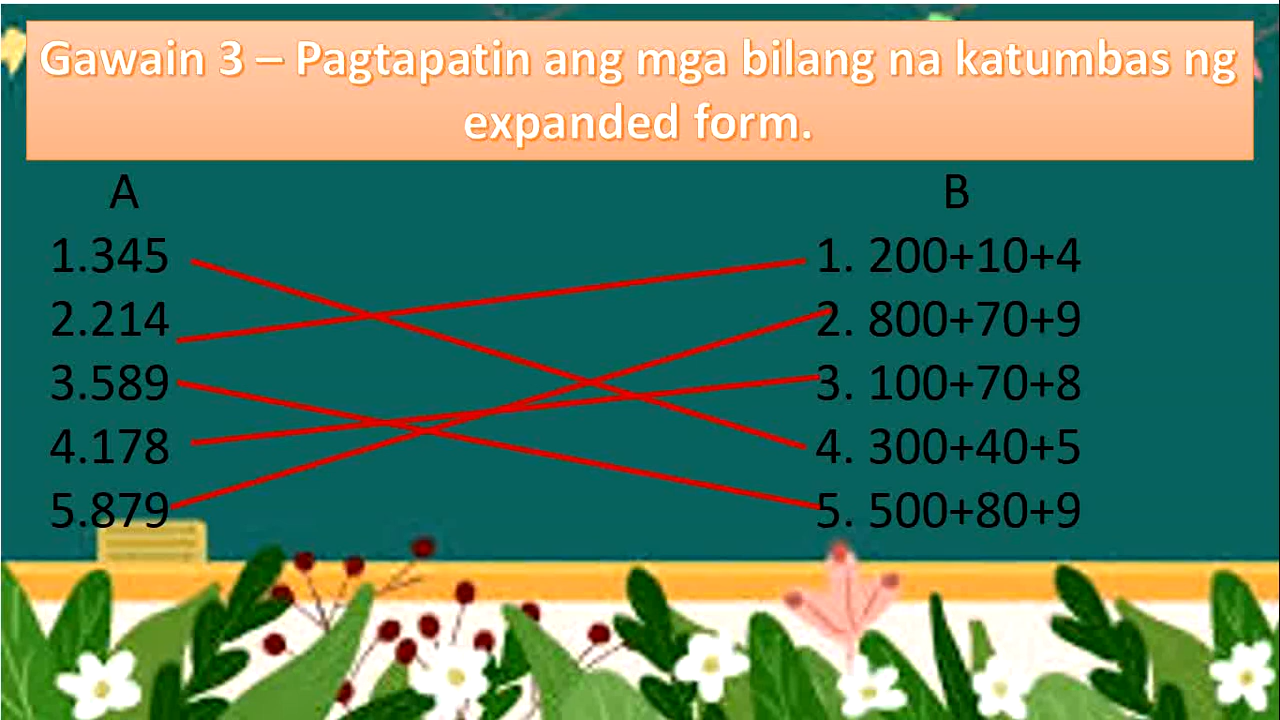 Gawain 3 – Pagtapatin ang mga bilang na katumbas ng
expanded form.
A B
1.345 1. 200+10+4
2.214 2. 800+70+9
3.589 3. 100+70+8
4.178 4. 300+40+5
5.879 5. 500+80+9